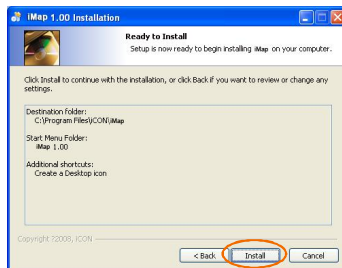 iMap 1.00 Installation
Ready to Install
Setup is now ready to begin installing iMap on your computer.
Click Install to continue with the installation, or click Back if you want to review or change any
settings.
Destination folder:
C:\Program Files\ICON\iMap
Start Menu Folder:
iMap 1.00
Additional shortcuts:
Create a Desktop icon
Copyright ?2008, ICON
< Back
Install
Cancel